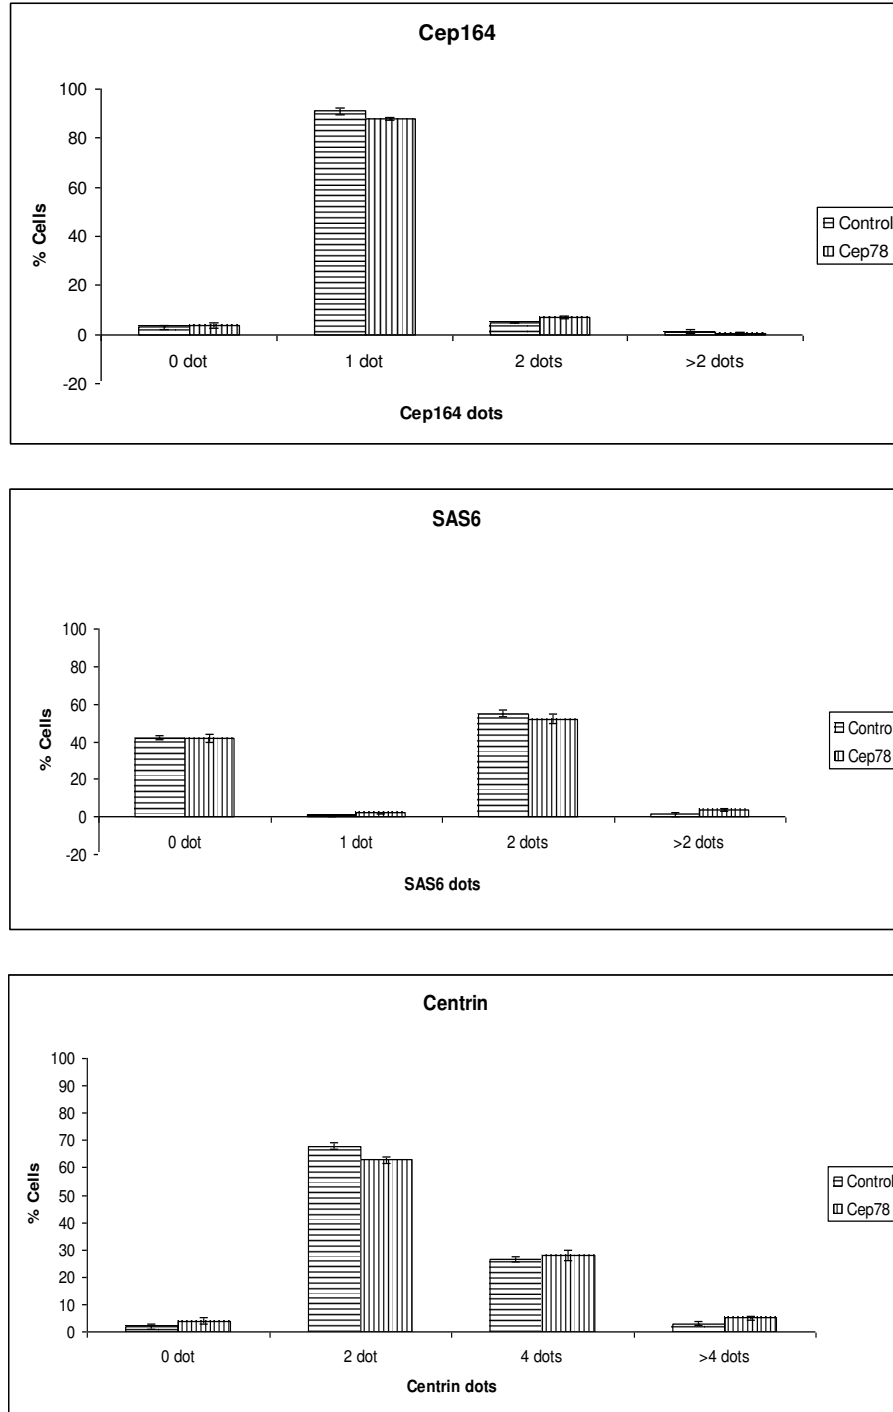 Cep164
100
80
60
40
20
0
-20
% Cells
0 dot 1 dot 2 dots >2 dots
Cep164 dots
Control
Cep78
SAS6
100
80
60
40
20
0
-20
% Cells
0 dot 1 dot 2 dots >2 dots
SAS6 dots
Contro
Cep78
Centrin
100
90
80
70
60
50
40
30
20
10
0
% Cells
0 dot 2 dot 4 dots >4 dots
Centrin dots
Control
Cep78